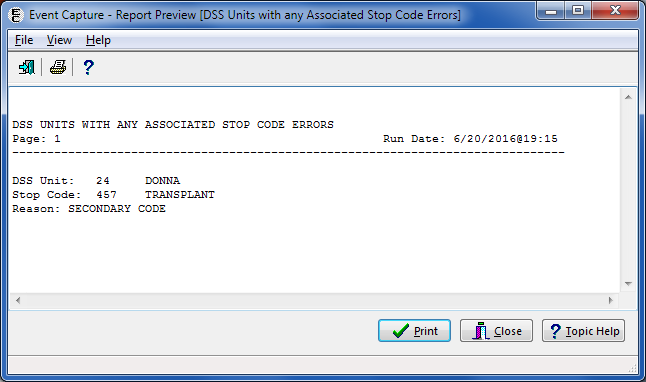 Event Capture - Report Preview [DSS Units with any Associated Stop Code Errors]
File View Help
DSS UNITS WITH ANY ASSOCIATED STOP CODE ERRORS
Page: 1 Run Date: 6/20/2016@19:15
--------------------------------------------------------------------------------
DSS Unit: 24 DONNA
Stop Code: 457 TRANSPLANT
Reason: SECONDARY CODE
Print Close Topic Help